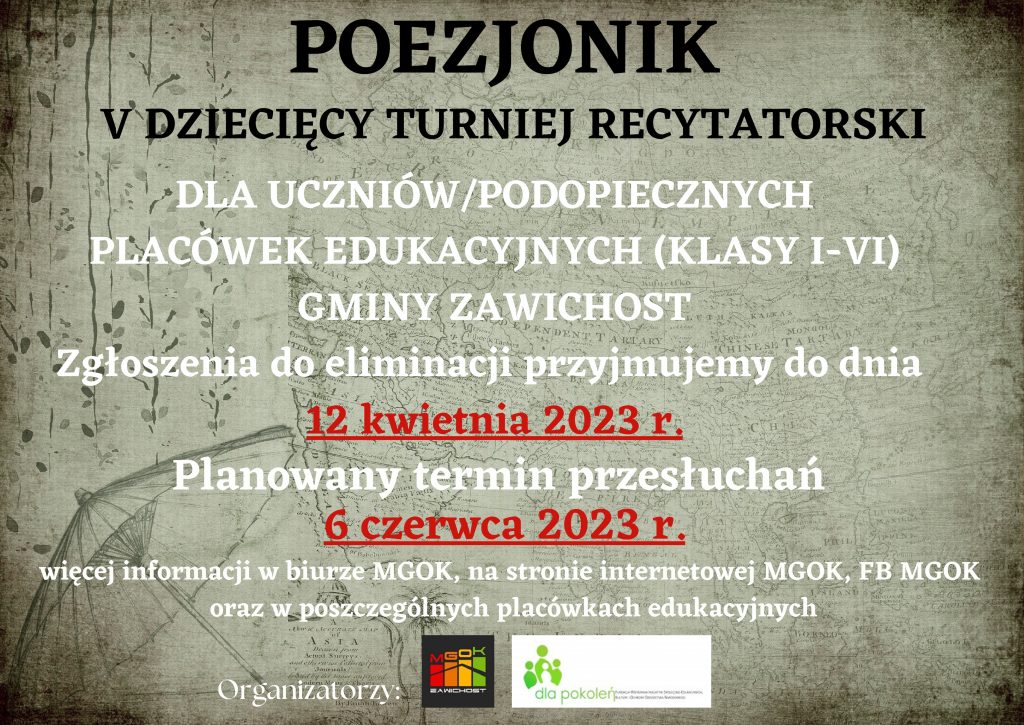 POEZJONIK
V DZIECIĘCY TURNIEJ RECYTATORSKI
DLA UCZNIÓW/PODOPIECZNYCH
PLACÓWEK EDUKACYJNYCH (KLASY I-VI)
GMINY ZAWICHOST
Zgłoszenia do eliminacji przyjmujemy do dnia
12 kwietnia 2023 r.
Planowany termin przesłuchań
6 czerwca 2023 r.
więcej informacji w biurze MGOK, na stronie internetowej MGOK, FB MGOK
oraz w poszczególnych placówkach edukacyjnych
ASIA
Organizatorzy:
MGOK
ZAWICHOST
dla pokoleń